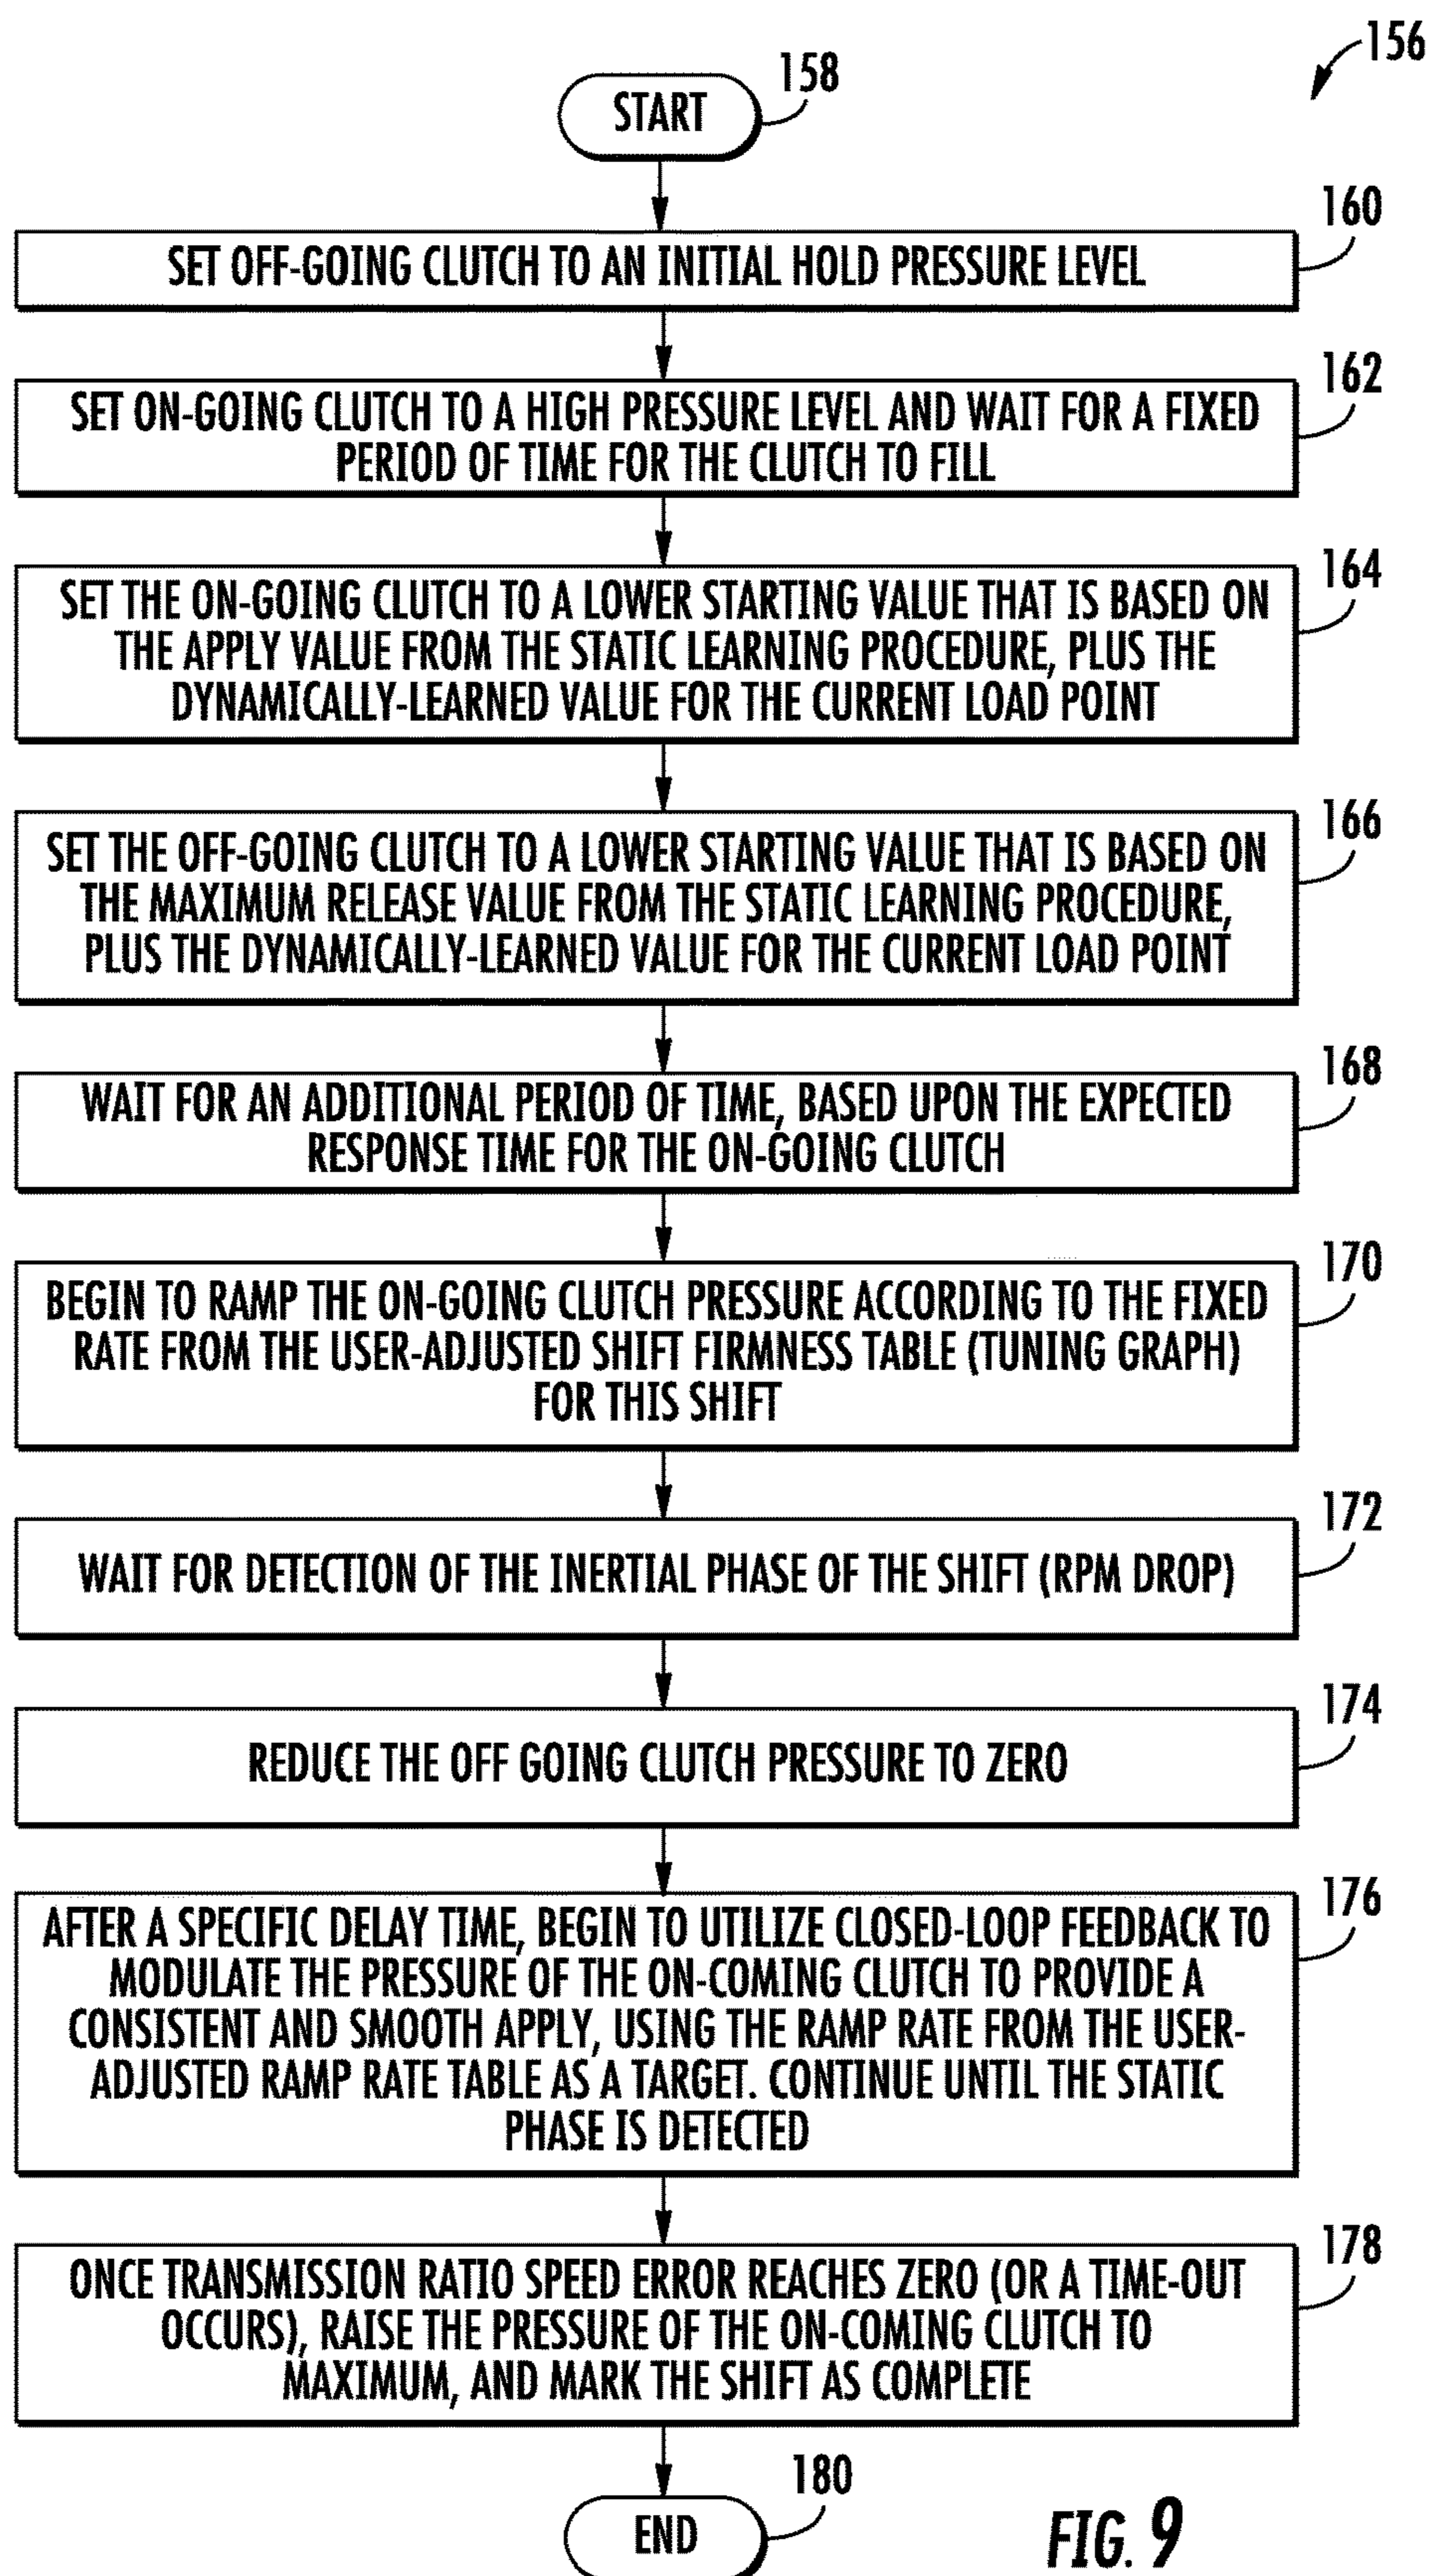 156
158
START
160
SET OFF-GOING CLUTCH TO AN INITIAL HOLD PRESSURE LEVEL
162
SET ON-GOING CLUTCH TO A HIGH PRESSURE LEVEL AND WAIT FOR A FIXED
PERIOD OF TIME FOR THE CLUTCH TO FILL
164
SET THE ON-GOING CLUTCH TO A LOWER STARTING VALUE THAT IS BASED ON
THE APPLY VALUE FROM THE STATIC LEARNING PROCEDURE, PLUS THE
DYNAMICALLY-LEARNED VALUE FOR THE CURRENT LOAD POINT
166
SET THE OFF-GOING CLUTCH TO A LOWER STARTING VALUE THAT IS BASED ON
THE MAXIMUM RELEASE VALUE FROM THE STATIC LEARNING PROCEDURE,
PLUS THE DYNAMICALLY-LEARNED VALUE FOR THE CURRENT LOAD POINT
168
WAIT FOR AN ADDITIONAL PERIOD OF TIME, BASED UPON THE EXPECTED
RESPONSE TIME FOR THE ON-GOING CLUTCH
170
BEGIN TO RAMP THE ON-GOING CLUTCH PRESSURE ACCORDING TO THE FIXED
RATE FROM THE USER-ADJUSTED SHIFT FIRMNESS TABLE (TUNING GRAPH)
FOR THIS SHIFT
172
WAIT FOR DETECTION OF THE INERTIAL PHASE OF THE SHIFT (RPM DROP)
174
REDUCE THE OFF GOING CLUTCH PRESSURE TO ZERO
176
AFTER A SPECIFIC DELAY TIME, BEGIN TO UTILIZE CLOSED-LOOP FEEDBACK TO
MODULATE THE PRESSURE OF THE ON-COMING CLUTCH TO PROVIDE A
CONSISTENT AND SMOOTH APPLY, USING THE RAMP RATE FROM THE USER-
ADJUSTED RAMP RATE TABLE AS A TARGET. CONTINUE UNTIL THE STATIC
PHASE IS DETECTED
178
ONCE TRANSMISSION RATIO SPEED ERROR REACHES ZERO (OR A TIME-OUT
OCCURS), RAISE THE PRESSURE OF THE ON-COMING CLUTCH TO
MAXIMUM, AND MARK THE SHIFT AS COMPLETE
180
END
FIG. 9